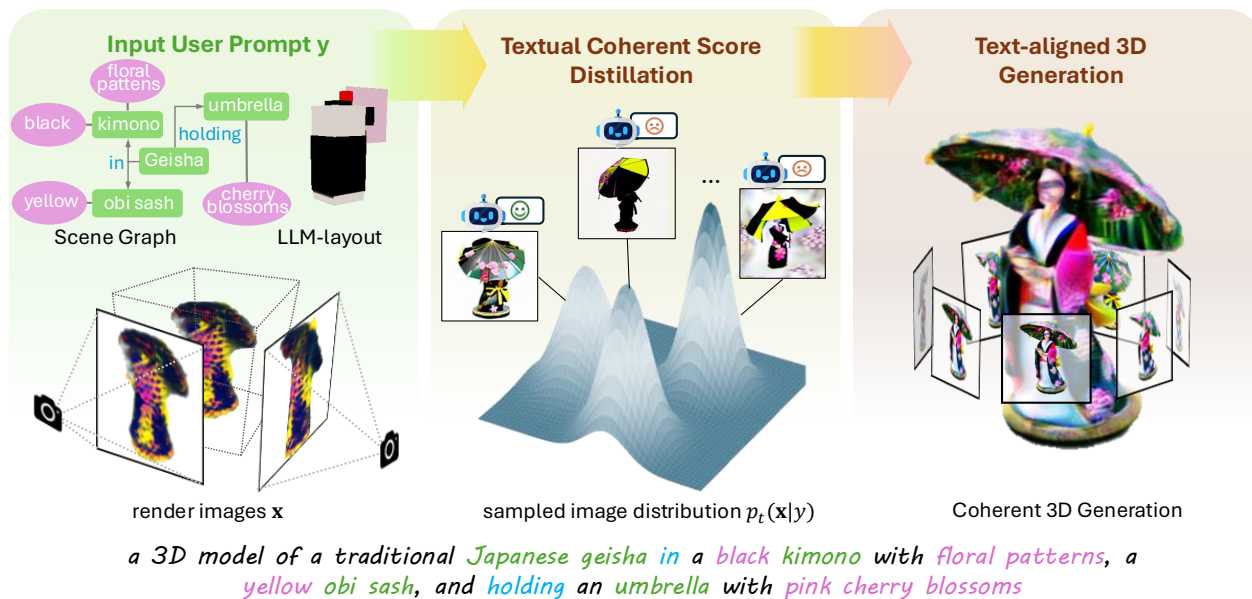 Input User Prompt y
floral
pattens
black
kimono
umbrella
holding
in
Geisha
yellow
obi sash
cherry
blossoms
Scene Graph
LLM-layout
render images x
Textual Coherent Score
Distillation
...
sampled image distribution pₜ(x|y)
Text-aligned 3D
Generation
Coherent 3D Generation
a 3D model of a traditional Japanese geisha in a black kimono with floral patterns, a
yellow obi sash, and holding an umbrella with pink cherry blossoms